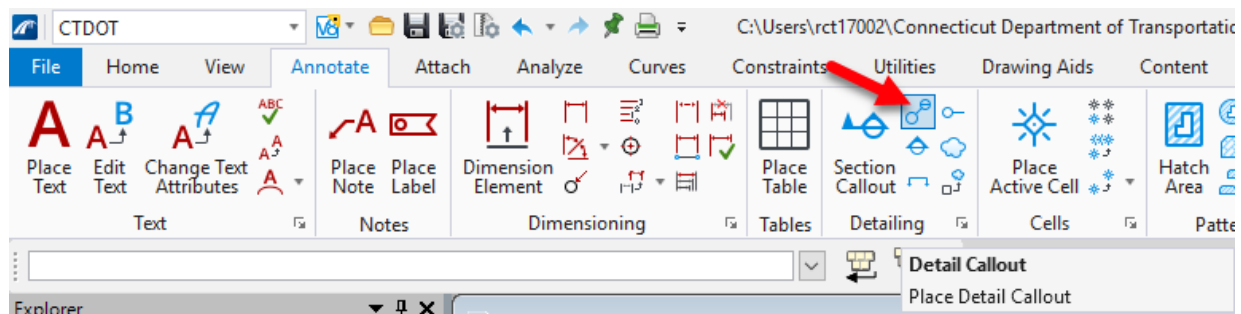 CTDOT
C:\Users\rct17002\Connecticut Department of Transportatic
File Home View Annotate Attach Analyze Curves Constraints Utilities Drawing Aids Content
A B A A ABC
A A
A A
Place Text
Edit Text
Change Text Attributes
Place Note
Place Label
Dimension Element
Place Table
Section Callout
Place Active Cell
Hatch Area
Text Notes Dimensioning Tables Detailing Cells Patte
Detail Callout
Place Detail Callout
Explorer